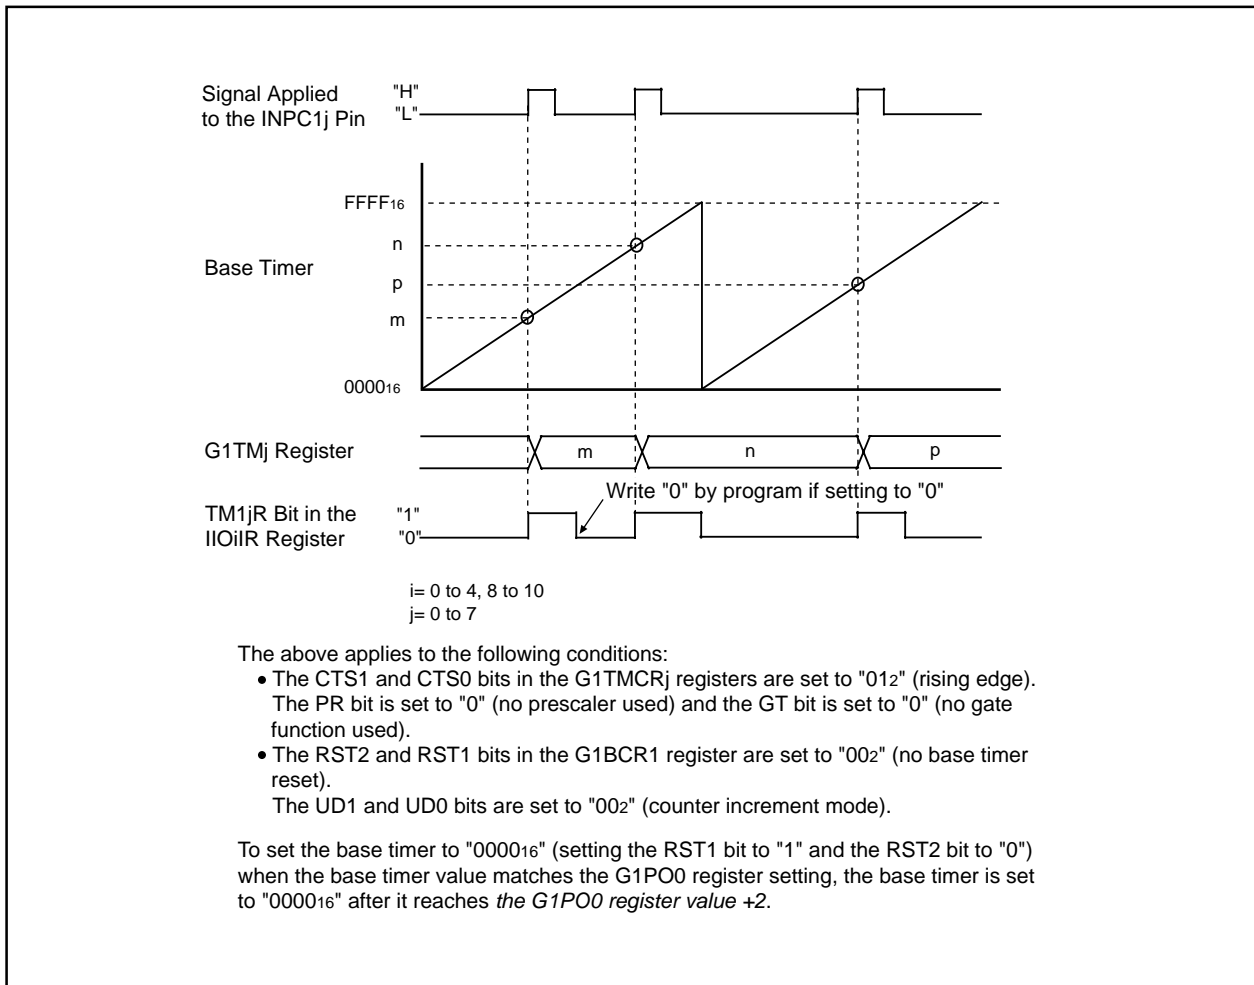 Signal Applied
to the INPC1j Pin
"H"
"L"
FFFF16
n
Base Timer
p
m
000016
G1TMj Register
m
n
p
Write "0" by program if setting to "0"
TM1jR Bit in the
IIOiIR Register
"1"
"0"
i= 0 to 4, 8 to 10
j= 0 to 7
The above applies to the following conditions:
• The CTS1 and CTS0 bits in the G1TMCRj registers are set to "012" (rising edge).
The PR bit is set to "0" (no prescaler used) and the GT bit is set to "0" (no gate
function used).
• The RST2 and RST1 bits in the G1BCR1 register are set to "002" (no base timer
reset).
The UD1 and UD0 bits are set to "002" (counter increment mode).
To set the base timer to "000016" (setting the RST1 bit to "1" and the RST2 bit to "0")
when the base timer value matches the G1PO0 register setting, the base timer is set
to "000016" after it reaches the G1PO0 register value +2.